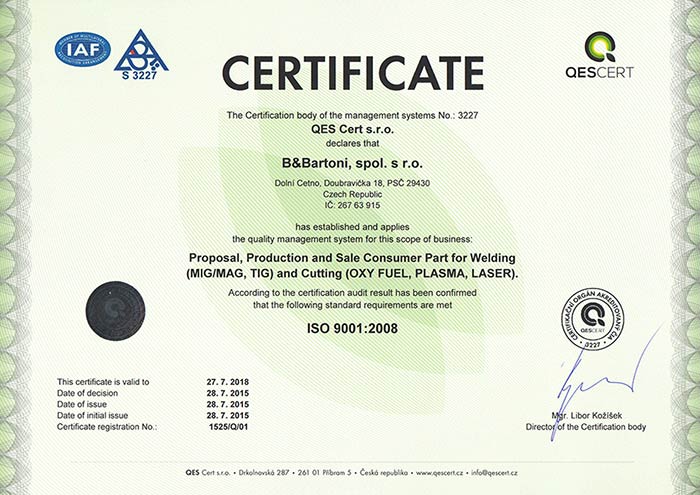 IAF
S 3227
CERTIFICATE
QESCERT
The Certification body of the management systems No.: 3227
QES Cert s.r.o.
declares that
B&Bartoni, spol. s r.o.
Dolní Cetno, Doubravička 18, PSČ 29430
Czech Republic
IČ: 267 63 915
has established and applies
the quality management system for this scope of business:
Proposal, Production and Sale Consumer Part for Welding
(MIG/MAG, TIG) and Cutting (OXY FUEL, PLASMA, LASER).
According to the certification audit result has been confirmed
that the following standard requirements are met
ISO 9001:2008
CERTIFIKAČNÍ ORGÁN AKREDITOVANÝ ČIA
QESCERT
3227
This certificate is valid to 27. 7. 2018
Date of decision 28. 7. 2015
Date of issue 28. 7. 2015
Date of initial issue 28. 7. 2015
Certificate registration No.: 1525/Q/01
Mgr. Libor Kožíšek
Director of the Certification body
QES Cert s.r.o. • Drkolnovská 287 • 261 01 Příbram 5 • Česká republika • www.qescert.cz • info@qescert.cz